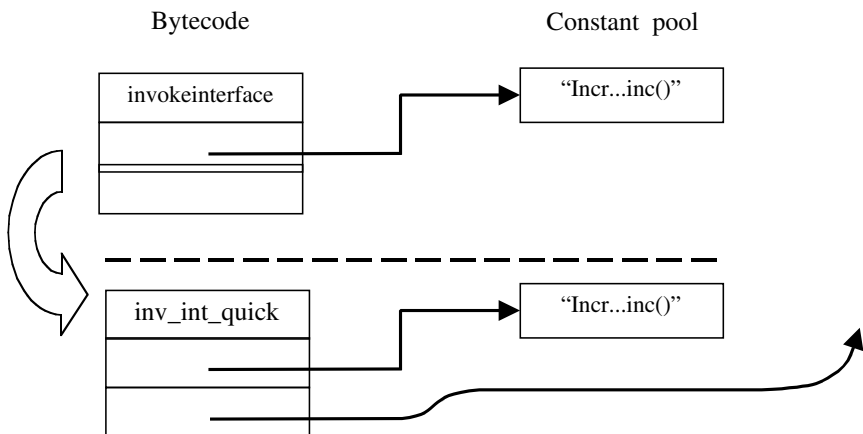 Bytecode
Constant pool
invokeinterface
“Incr...inc()”
inv_int_quick
“Incr...inc()”